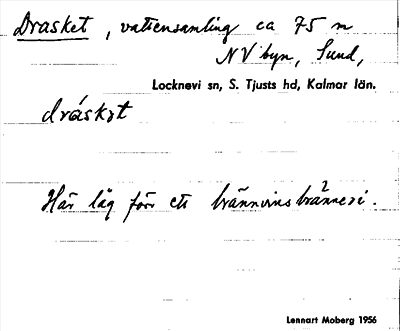 Drasket, vattensamling ca 75 m
NV byn, Sund,
Locknevi sn, S. Tjusts hd, Kalmar län.
dráskət
Här låg förr ett brännvinsbränneri.
Lennart Moberg 1956